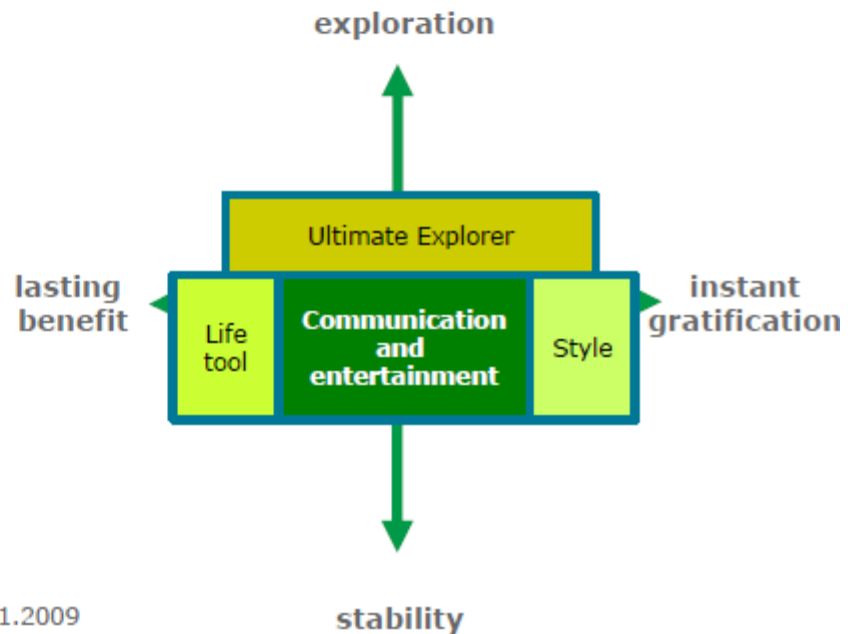 exploration
Ultimate Explorer
lasting
benefit
Life
tool
Communication
and
entertainment
Style
instant
gratification
1.2009
stability